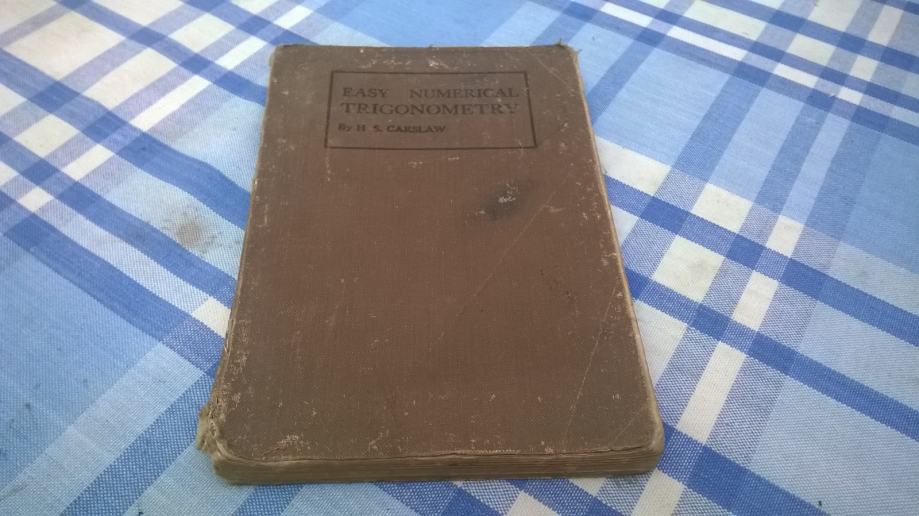 EASY NUMERICAL
TRIGONOMETRY
By H. S. CARSLAW